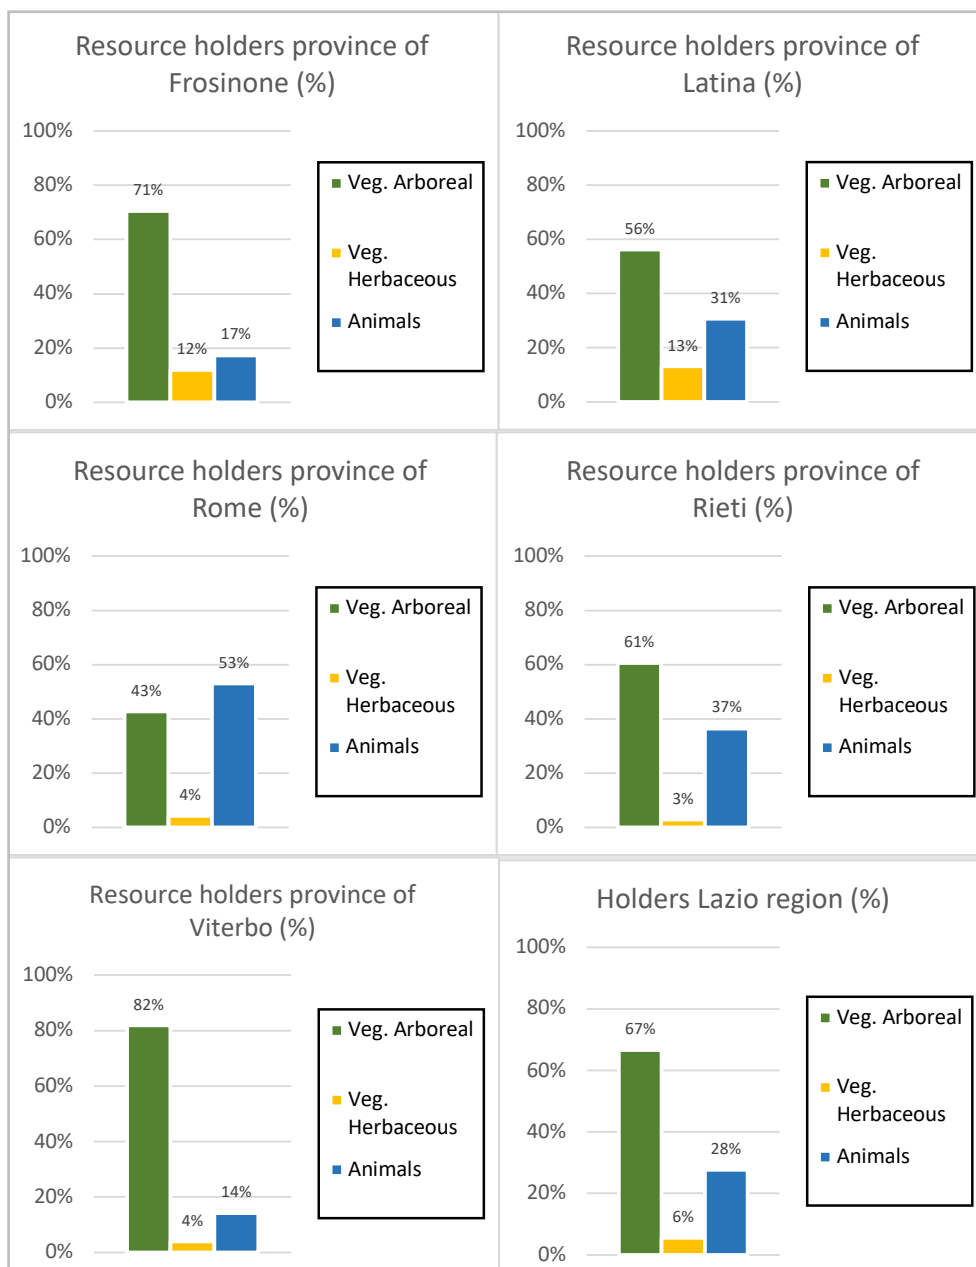 Resource holders province of
Frosinone (%)
100%
80%
60%
40%
20%
0%
71%
12%
17%
Veg. Arboreal
Veg.
Herbaceous
Animals
Resource holders province of
Latina (%)
100%
80%
60%
40%
20%
0%
56%
13%
31%
Veg. Arboreal
Veg.
Herbaceous
Animals
Resource holders province of
Rome (%)
100%
80%
60%
40%
20%
0%
43%
4%
53%
Veg. Arboreal
Veg.
Herbaceous
Animals
Resource holders province of
Rieti (%)
100%
80%
60%
40%
20%
0%
61%
3%
37%
Veg. Arboreal
Veg.
Herbaceous
Animals
Resource holders province of
Viterbo (%)
100%
80%
60%
40%
20%
0%
82%
4%
14%
Veg. Arboreal
Veg.
Herbaceous
Animals
Holders Lazio region (%)
100%
80%
60%
40%
20%
0%
67%
6%
28%
Veg. Arboreal
Veg.
Herbaceous
Animals